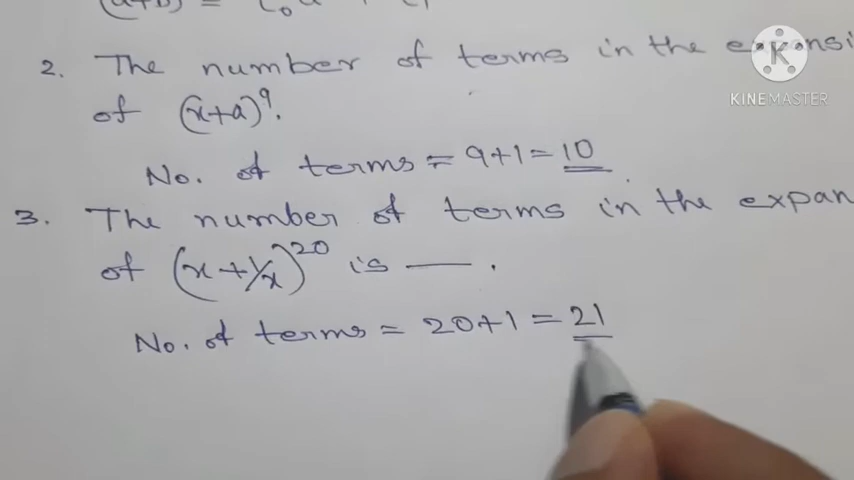 (a+b) =
2. The number of terms in the expansi
of (x+a)^9.
No. of terms = 9+1 = 10
3. The number of terms in the expan
of (x+1/x)^20 is ___.
No. of terms = 20+1 = 21
K
KINEMASTER